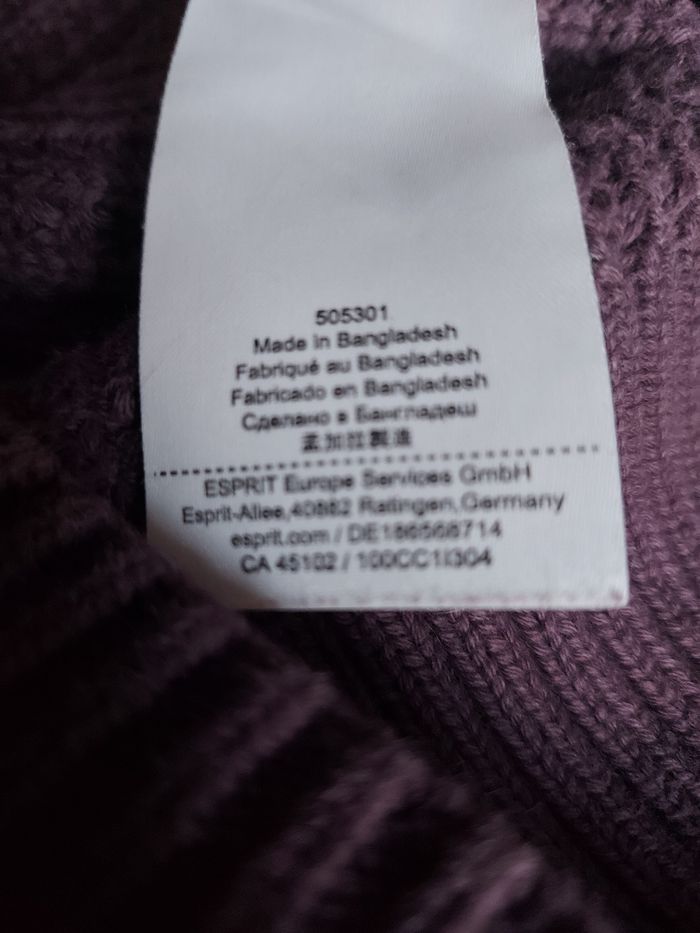 505301
Made in Bangladesh
Fabriqué au Bangladesh
Fabricado en Bangladesh
Сделано в Бангладеш
孟加拉製造
ESPRIT Europe Services GmbH
Esprit-Allee,40882 Ratingen,Germany
esprit.com / DE186568714
CA 45102 / 100CC1I304